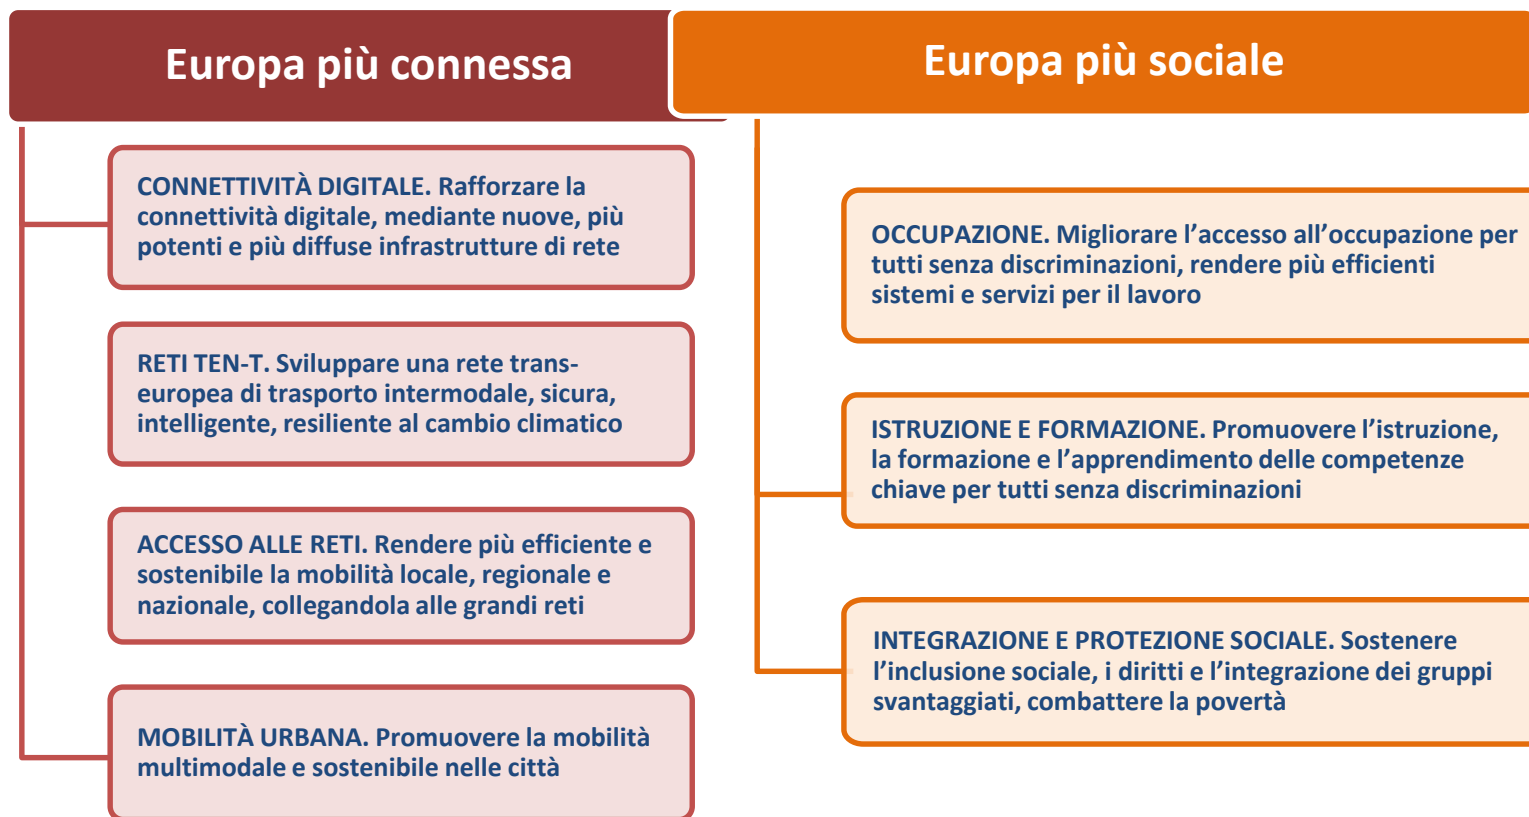 Europa più connessa
CONNETTIVITÀ DIGITALE. Rafforzare la
connettività digitale, mediante nuove, più
potenti e più diffuse infrastrutture di rete
RETI TEN-T. Sviluppare una rete trans-
europea di trasporto intermodale, sicura,
intelligente, resiliente al cambio climatico
ACCESSO ALLE RETI. Rendere più efficiente e
sostenibile la mobilità locale, regionale e
nazionale, collegandola alle grandi reti
MOBILITÀ URBANA. Promuovere la mobilità
multimodale e sostenibile nelle città
Europa più sociale
OCCUPAZIONE. Migliorare l’accesso all’occupazione per
tutti senza discriminazioni, rendere più efficienti
sistemi e servizi per il lavoro
ISTRUZIONE E FORMAZIONE. Promuovere l’istruzione,
la formazione e l’apprendimento delle competenze
chiave per tutti senza discriminazioni
INTEGRAZIONE E PROTEZIONE SOCIALE. Sostenere
l’inclusione sociale, i diritti e l’integrazione dei gruppi
svantaggiati, combattere la povertà